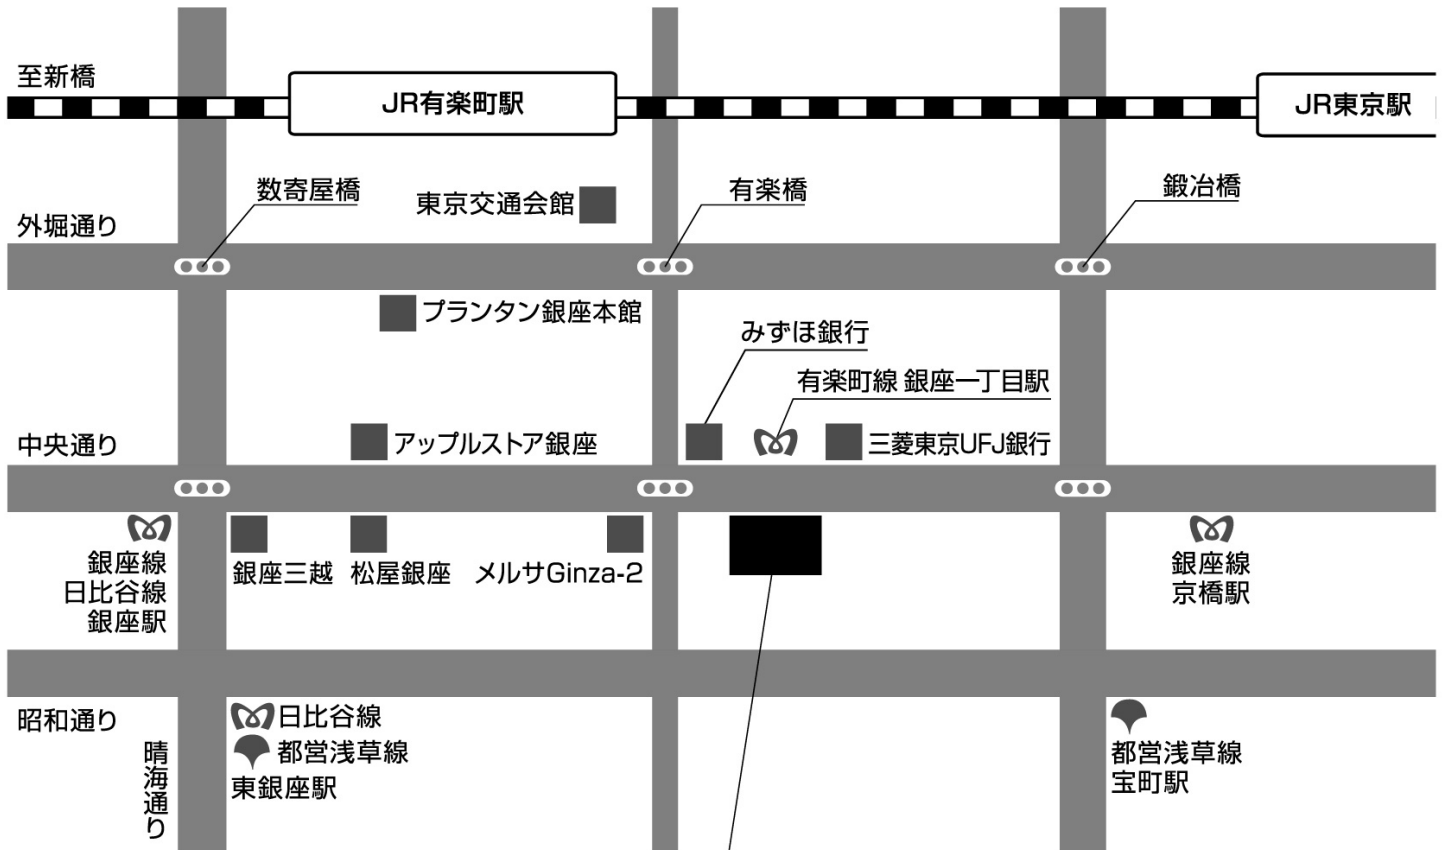 至新橋
JR有楽町駅
JR東京駅
数寄屋橋
東京交通会館
有楽橋
鍛冶橋
外堀通り
プランタン銀座本館
みずほ銀行
有楽町線 銀座一丁目駅
中央通り
アップルストア銀座
三菱東京UFJ銀行
銀座線
日比谷線
銀座駅
銀座三越
松屋銀座
メルサGinza-2
銀座線
京橋駅
昭和通り
日比谷線
都営浅草線
東銀座駅
晴海通り
都営浅草線
宝町駅